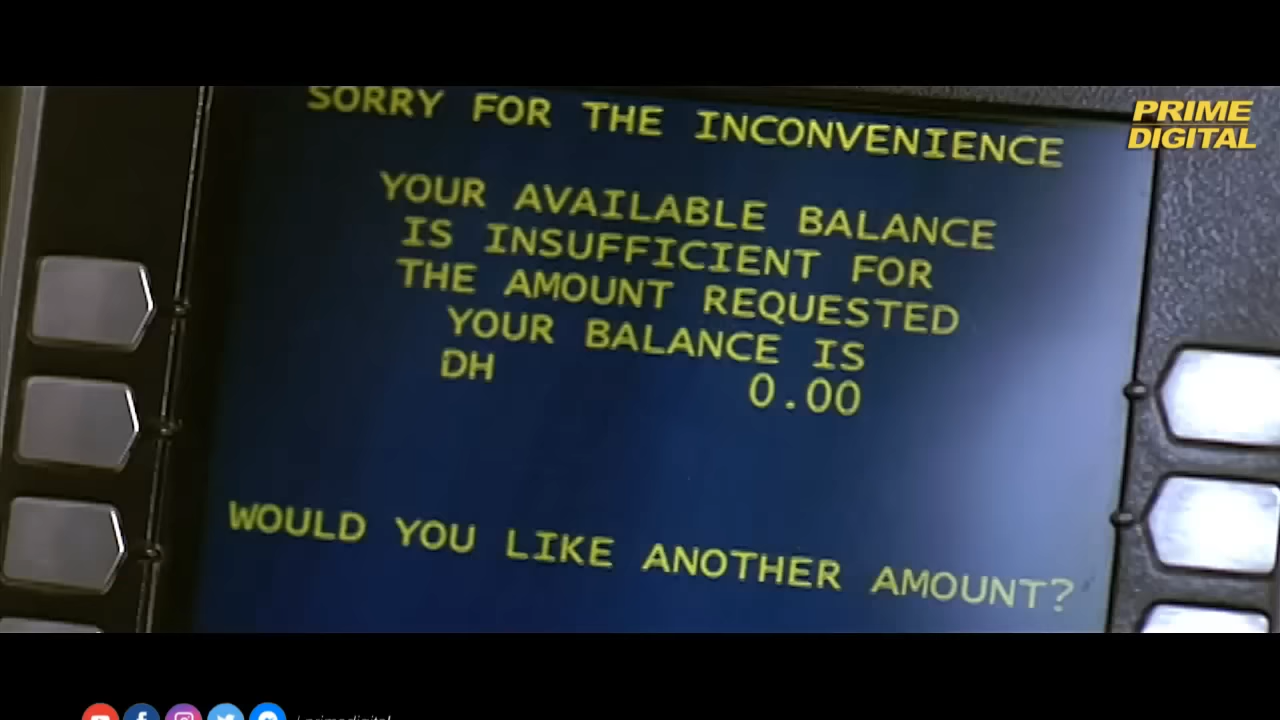 SORRY FOR THE INCONVENIENCE
YOUR AVAILABLE BALANCE
IS INSUFFICIENT FOR
THE AMOUNT REQUESTED
YOUR BALANCE IS
DH 0.00
WOULD YOU LIKE ANOTHER AMOUNT?
PRIME
DIGITAL
/ primedigital